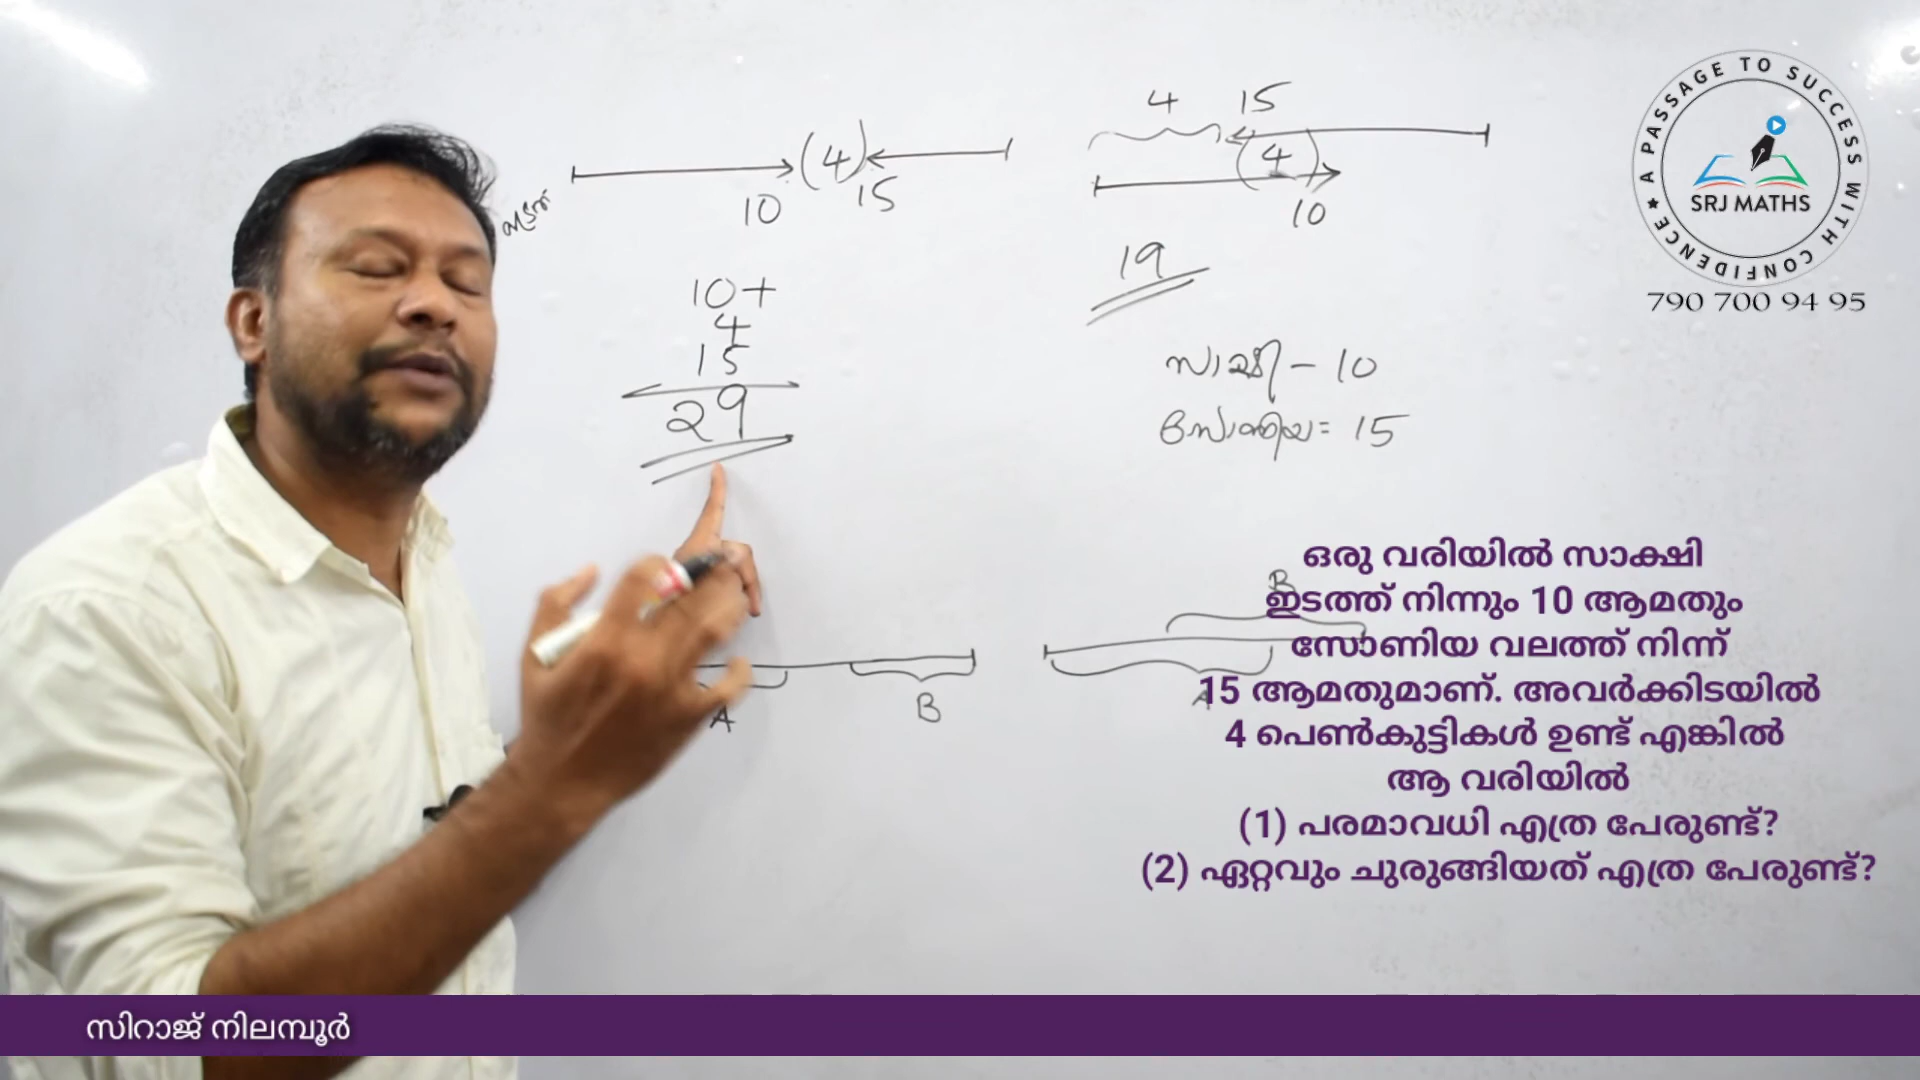 4 15
(4)
(4)
10 15
10
ഇടത്
19
10+
4
15
29
സാക്ഷി - 10
സോണിയ = 15
A B
B
A
A PASSAGE TO SUCCESS WITH CONFIDENCE
SRJ MATHS
790 700 94 95
ഒരു വരിയിൽ സാക്ഷി
ഇടത്ത് നിന്നും 10 ആമതും
സോണിയ വലത്ത് നിന്ന്
15 ആമതുമാണ്. അവർക്കിടയിൽ
4 പെൺകുട്ടികൾ ഉണ്ട് എങ്കിൽ
ആ വരിയിൽ
(1) പരമാവധി എത്ര പേരുണ്ട്?
(2) ഏറ്റവും ചുരുങ്ങിയത് എത്ര പേരുണ്ട്?
സിറാജ് നിലമ്പൂർ